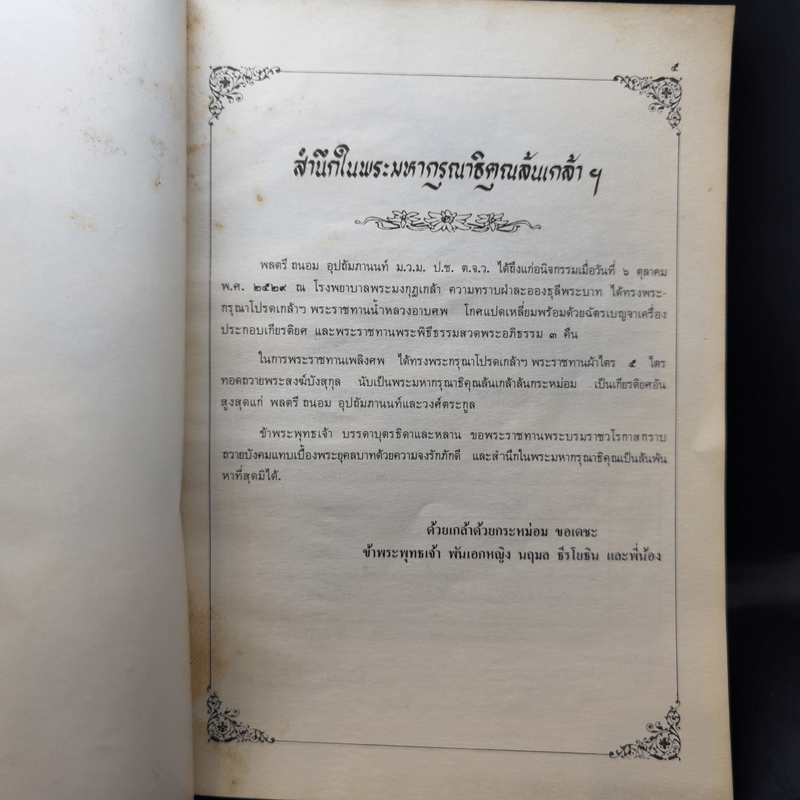 ๕
สำนึกในพระมหากรุณาธิคุณล้นเกล้า ฯ
พลตรี ถนอม อุปถัมภานนท์ ม.ว.ม. ป.ช. ต.จ.ว. ได้ถึงแก่อนิจกรรมเมื่อวันที่ ๖ ตุลาคม
พ.ศ. ๒๕๒๙ ณ โรงพยาบาลพระมงกุฎเกล้า ความทราบฝ่าละอองธุลีพระบาท ได้ทรงพระ-
กรุณาโปรดเกล้าฯ พระราชทานน้ำหลวงอาบศพ โกศแปดเหลี่ยมพร้อมด้วยฉัตรเบญจาเครื่อง
ประกอบเกียรติยศ และพระราชทานพระพิธีธรรมสวดพระอภิธรรม ๓ คืน
ในการพระราชทานเพลิงศพ ได้ทรงพระกรุณาโปรดเกล้าฯ พระราชทานผ้าไตร ๕ ไตร
ทอดถวายพระสงฆ์บังสุกุล นับเป็นพระมหากรุณาธิคุณล้นเกล้าล้นกระหม่อม เป็นเกียรติยศอัน
สูงสุดแก่ พลตรี ถนอม อุปถัมภานนท์และวงศ์ตระกูล
ข้าพระพุทธเจ้า บรรดาบุตรธิดาและหลาน ขอพระราชทานพระบรมราชวโรกาสกราบ
ถวายบังคมแทบเบื้องพระยุคลบาทด้วยความจงรักภักดี และสำนึกในพระมหากรุณาธิคุณเป็นล้นพ้น
หาที่สุดมิได้.
ด้วยเกล้าด้วยกระหม่อม ขอเดชะ
ข้าพระพุทธเจ้า พันเอกหญิง นฤมล ธีรโยธิน และพี่น้อง